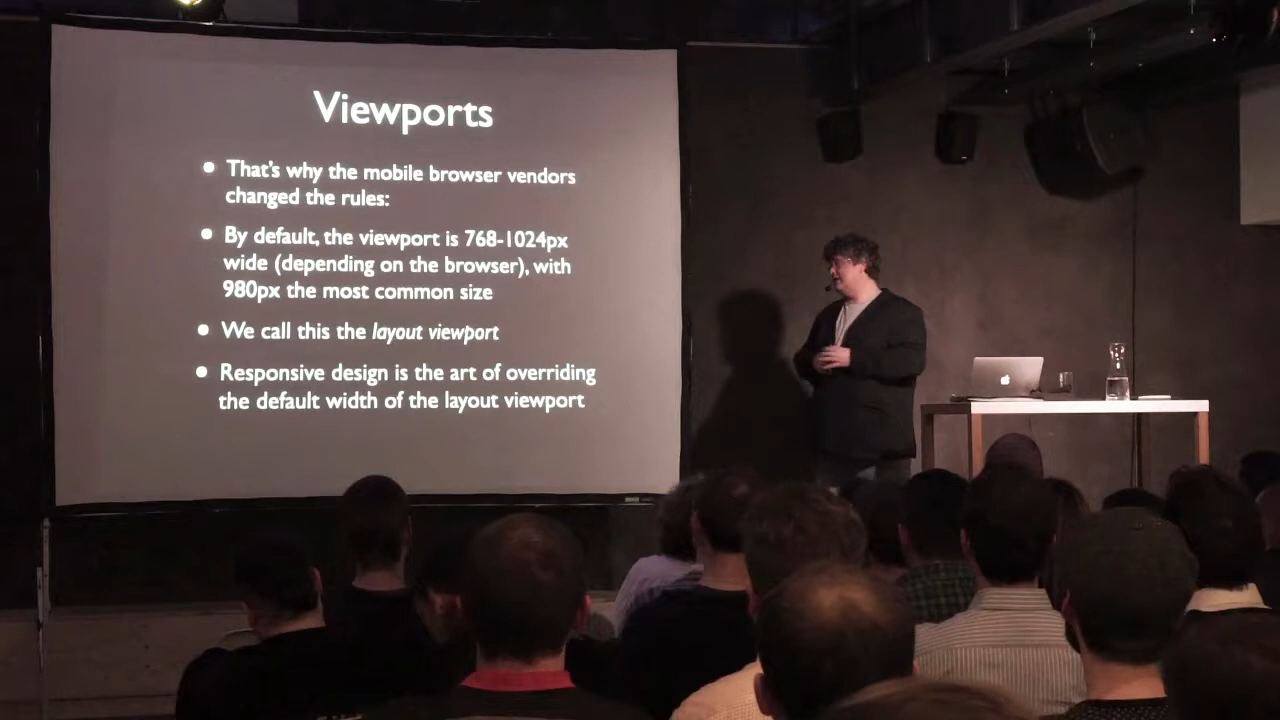 Viewports
• That's why the mobile browser vendors
changed the rules:
• By default, the viewport is 768-1024px
wide (depending on the browser), with
980px the most common size
• We call this the layout viewport
• Responsive design is the art of overriding
the default width of the layout viewport